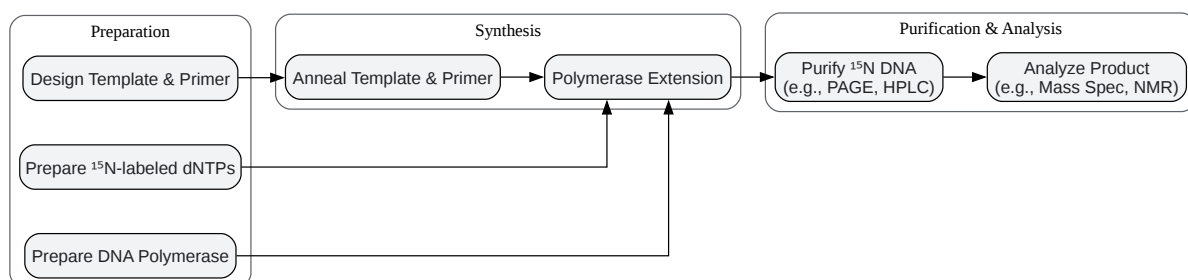 Preparation
Design Template & Primer
Prepare ¹⁵N-labeled dNTPs
Prepare DNA Polymerase
Synthesis
Anneal Template & Primer
Polymerase Extension
Purification & Analysis
Purify ¹⁵N DNA
(e.g., PAGE, HPLC)
Analyze Product
(e.g., Mass Spec, NMR)